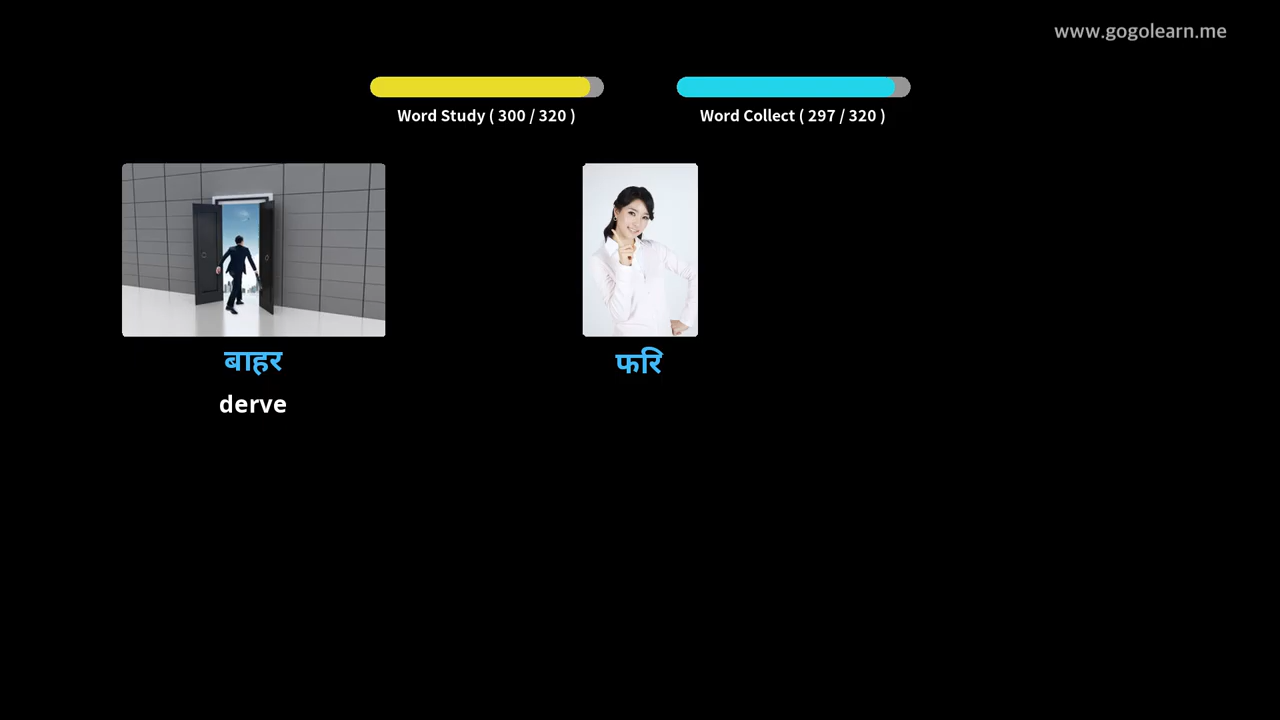 www.gogolearn.me
Word Study ( 300 / 320 )
Word Collect ( 297 / 320 )
बाहर
फरि
derve